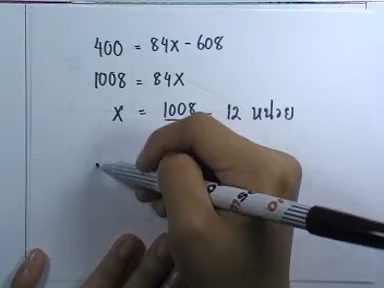 400 = 84x - 608
1008 = 84x
x = 1008 12 หน่วย